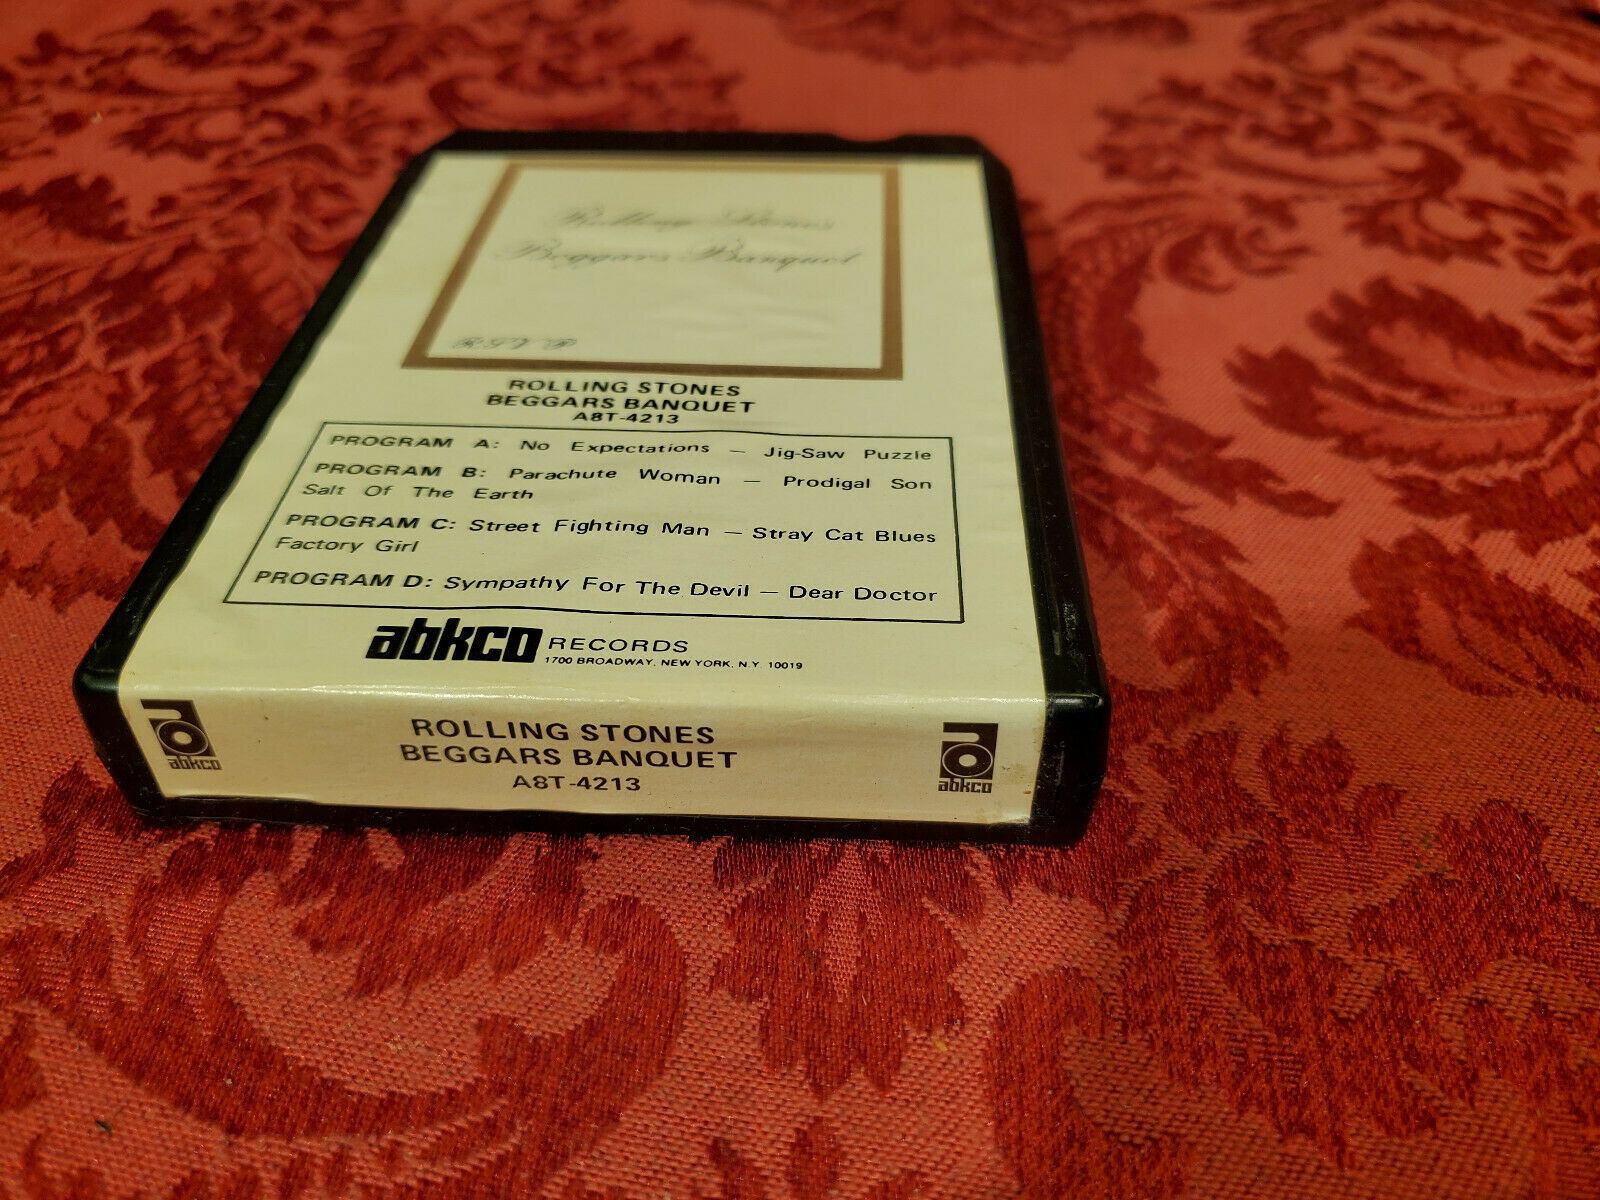 Rolling Stones
Beggars Banquet
R.S.V.P.
ROLLING STONES
BEGGARS BANQUET
A8T-4213
PROGRAM A: No Expectations — Jig-Saw Puzzle
PROGRAM B: Parachute Woman — Prodigal Son
Salt Of The Earth
PROGRAM C: Street Fighting Man — Stray Cat Blues
Factory Girl
PROGRAM D: Sympathy For The Devil — Dear Doctor
abkco RECORDS
1700 BROADWAY, NEW YORK, N.Y. 10019
ROLLING STONES
BEGGARS BANQUET
A8T-4213
abkco
abkco